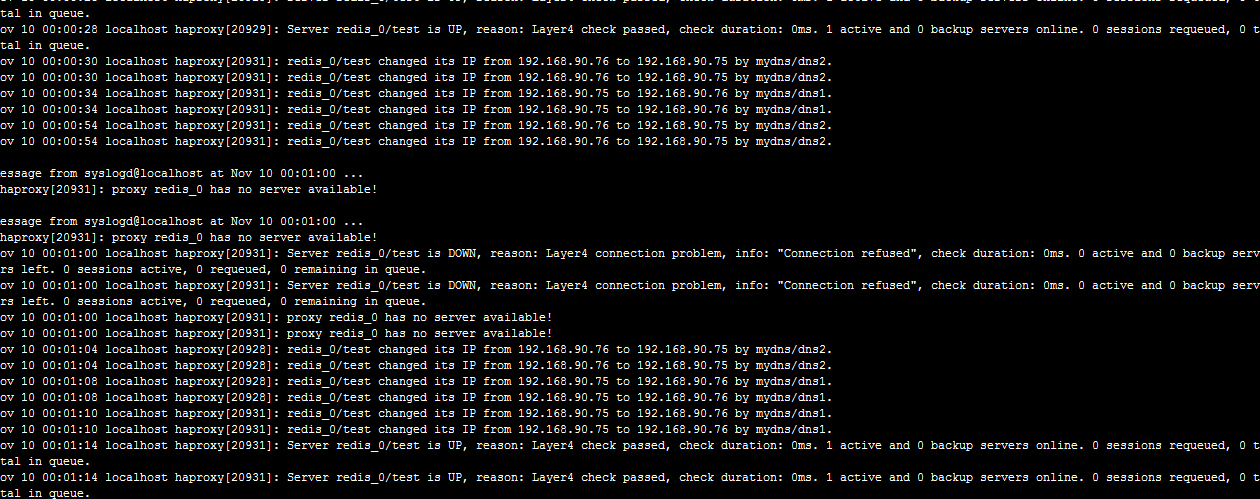 tal in queue.
ov 10 00:00:28 localhost haproxy[20929]: Server redis_0/test is UP, reason: Layer4 check passed, check duration: 0ms. 1 active and 0 backup servers online. 0 sessions requeued, 0 t
tal in queue.
ov 10 00:00:30 localhost haproxy[20931]: redis_0/test changed its IP from 192.168.90.76 to 192.168.90.75 by mydns/dns2.
ov 10 00:00:30 localhost haproxy[20931]: redis_0/test changed its IP from 192.168.90.76 to 192.168.90.75 by mydns/dns2.
ov 10 00:00:34 localhost haproxy[20931]: redis_0/test changed its IP from 192.168.90.75 to 192.168.90.76 by mydns/dns1.
ov 10 00:00:34 localhost haproxy[20931]: redis_0/test changed its IP from 192.168.90.75 to 192.168.90.76 by mydns/dns1.
ov 10 00:00:54 localhost haproxy[20931]: redis_0/test changed its IP from 192.168.90.76 to 192.168.90.75 by mydns/dns2.
ov 10 00:00:54 localhost haproxy[20931]: redis_0/test changed its IP from 192.168.90.76 to 192.168.90.75 by mydns/dns2.
essage from syslogd@localhost at Nov 10 00:01:00 ...
haproxy[20931]: proxy redis_0 has no server available!
essage from syslogd@localhost at Nov 10 00:01:00 ...
haproxy[20931]: proxy redis_0 has no server available!
ov 10 00:01:00 localhost haproxy[20931]: Server redis_0/test is DOWN, reason: Layer4 connection problem, info: "Connection refused", check duration: 0ms. 0 active and 0 backup serv
rs left. 0 sessions active, 0 requeued, 0 remaining in queue.
ov 10 00:01:00 localhost haproxy[20931]: Server redis_0/test is DOWN, reason: Layer4 connection problem, info: "Connection refused", check duration: 0ms. 0 active and 0 backup serv
rs left. 0 sessions active, 0 requeued, 0 remaining in queue.
ov 10 00:01:00 localhost haproxy[20931]: proxy redis_0 has no server available!
ov 10 00:01:00 localhost haproxy[20931]: proxy redis_0 has no server available!
ov 10 00:01:04 localhost haproxy[20928]: redis_0/test changed its IP from 192.168.90.76 to 192.168.90.75 by mydns/dns2.
ov 10 00:01:04 localhost haproxy[20928]: redis_0/test changed its IP from 192.168.90.76 to 192.168.90.75 by mydns/dns2.
ov 10 00:01:08 localhost haproxy[20928]: redis_0/test changed its IP from 192.168.90.75 to 192.168.90.76 by mydns/dns1.
ov 10 00:01:08 localhost haproxy[20928]: redis_0/test changed its IP from 192.168.90.75 to 192.168.90.76 by mydns/dns1.
ov 10 00:01:10 localhost haproxy[20931]: redis_0/test changed its IP from 192.168.90.75 to 192.168.90.76 by mydns/dns1.
ov 10 00:01:10 localhost haproxy[20931]: redis_0/test changed its IP from 192.168.90.75 to 192.168.90.76 by mydns/dns1.
ov 10 00:01:14 localhost haproxy[20931]: Server redis_0/test is UP, reason: Layer4 check passed, check duration: 0ms. 1 active and 0 backup servers online. 0 sessions requeued, 0 t
tal in queue.
ov 10 00:01:14 localhost haproxy[20931]: Server redis_0/test is UP, reason: Layer4 check passed, check duration: 0ms. 1 active and 0 backup servers online. 0 sessions requeued, 0 t
tal in queue.